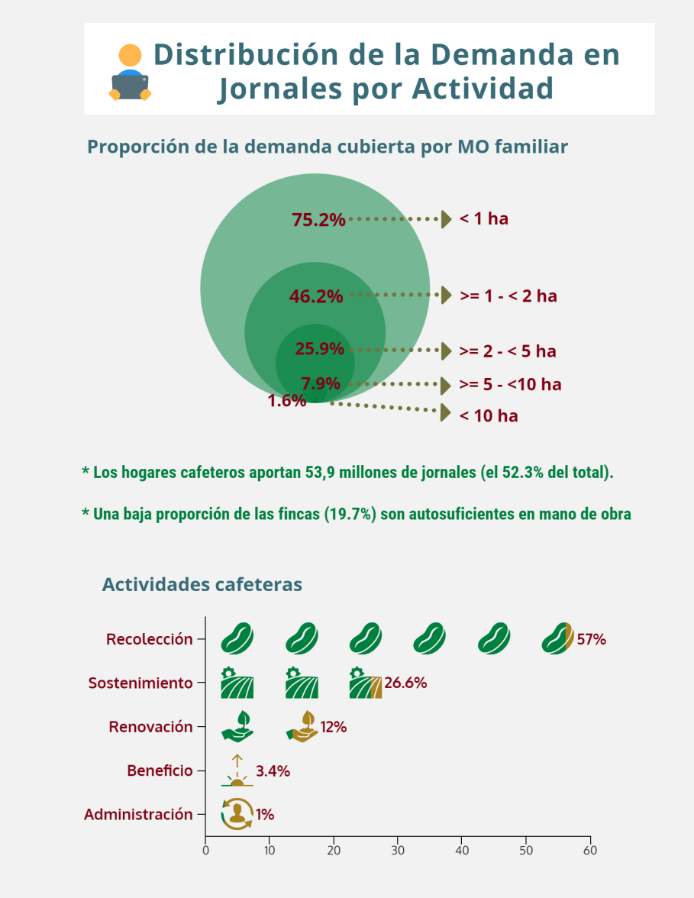 Distribución de la Demanda en
Jornales por Actividad
Proporción de la demanda cubierta por MO familiar
75.2% < 1 ha
46.2% >= 1 - < 2 ha
25.9% >= 2 - < 5 ha
7.9% >= 5 - <10 ha
1.6% < 10 ha
* Los hogares cafeteros aportan 53,9 millones de jornales (el 52.3% del total).
* Una baja proporción de las fincas (19.7%) son autosuficientes en mano de obra
Actividades cafeteras
Recolección 57%
Sostenimiento 26.6%
Renovación 12%
Beneficio 3.4%
Administración 1%
0 10 20 30 40 50 60